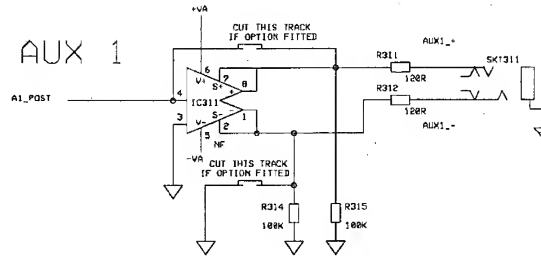 +VA
CUT THIS TRACK
IF OPTION FITTED
AUX 1
6
V+
S+
7
8
+
R311
120R
AUX1_+
SKT311
A1_POST
4
IC311
-
1
R312
120R
3
V-
S-
2
5
-VA
NF
AUX1_-
CUT THIS TRACK
IF OPTION FITTED
R314
100K
R315
100K